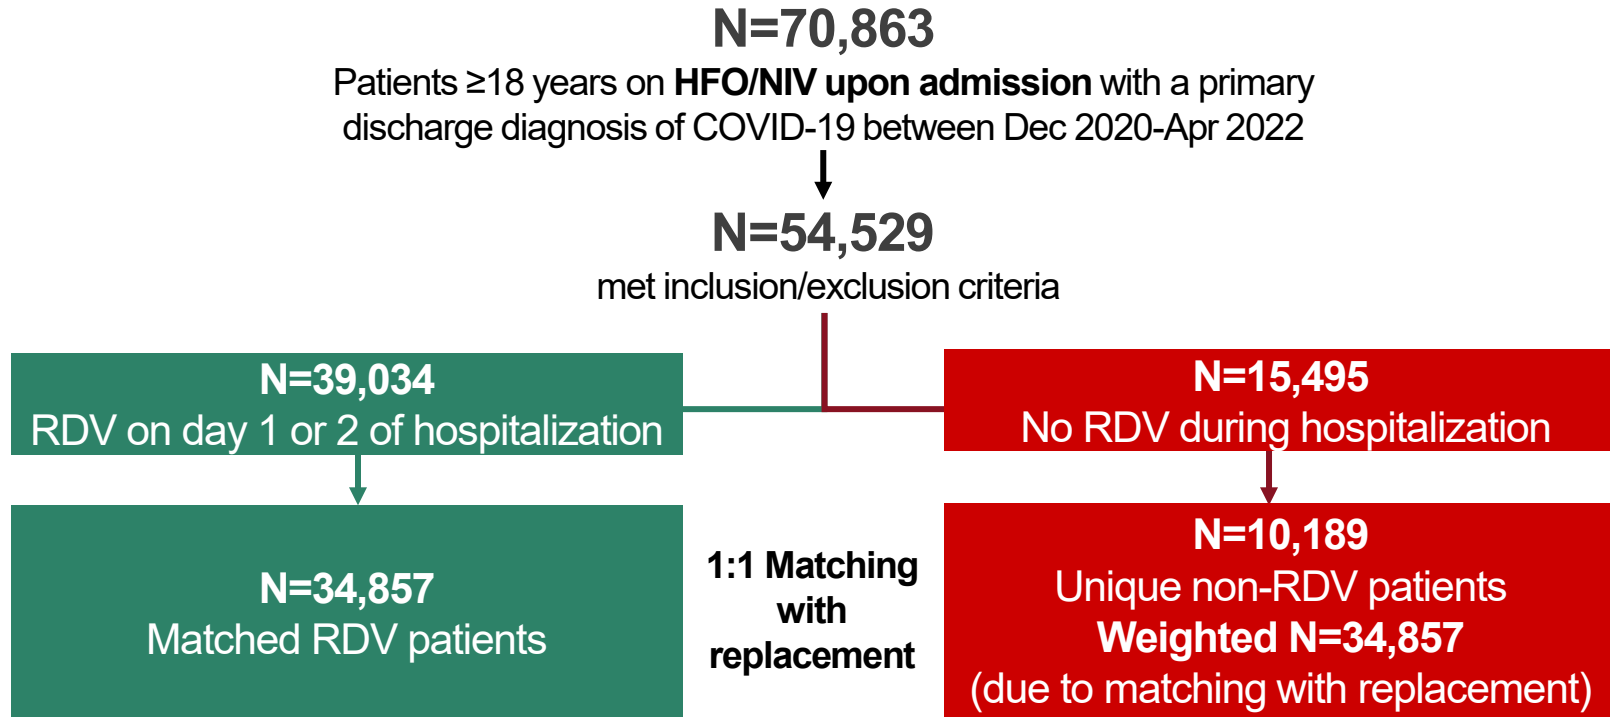 N=70,863
Patients ≥18 years on HFO/NIV upon admission with a primary
discharge diagnosis of COVID-19 between Dec 2020-Apr 2022
N=54,529
met inclusion/exclusion criteria
N=39,034
RDV on day 1 or 2 of hospitalization
N=15,495
No RDV during hospitalization
N=34,857
Matched RDV patients
1:1 Matching
with
replacement
N=10,189
Unique non-RDV patients
Weighted N=34,857
(due to matching with replacement)